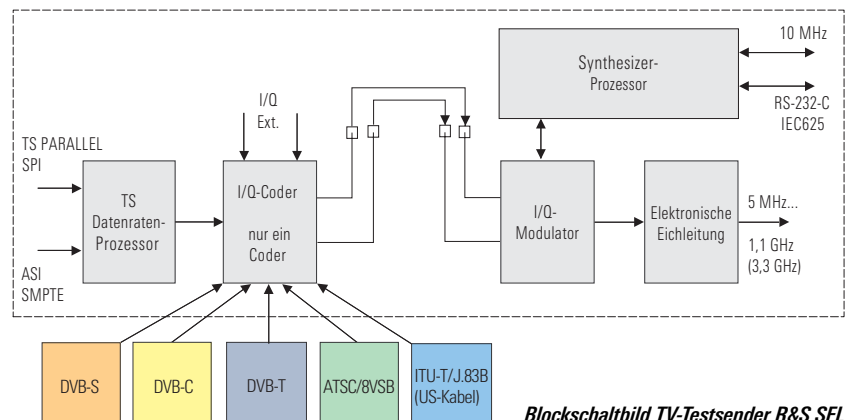 10 MHz
Synthesizer-
Prozessor
RS-232-C
IEC625
I/Q
Ext.
TS PARALLEL
SPI
TS
Datenraten-
Prozessor
ASI
SMPTE
I/Q-Coder
nur ein
Coder
I/Q-
Modulator
Elektronische
Eichleitung
5 MHz...
1,1 GHz
(3,3 GHz)
DVB-S
DVB-C
DVB-T
ATSC/8VSB
ITU-T/J.83B
(US-Kabel)
Blockschaltbild TV-Testsender R&S SFL